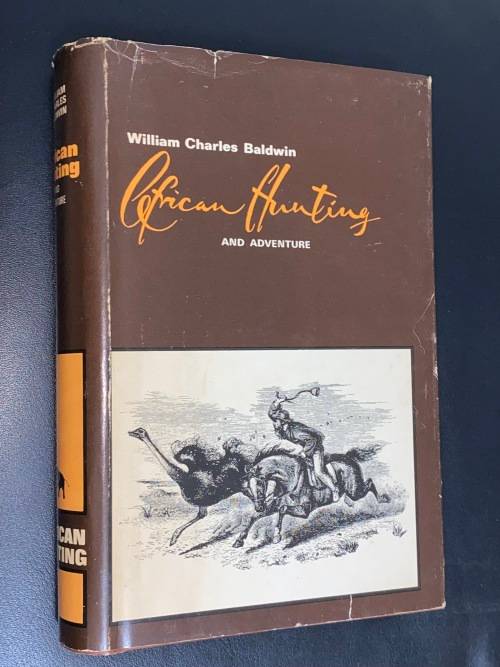 William Charles Baldwin
African Hunting
AND ADVENTURE